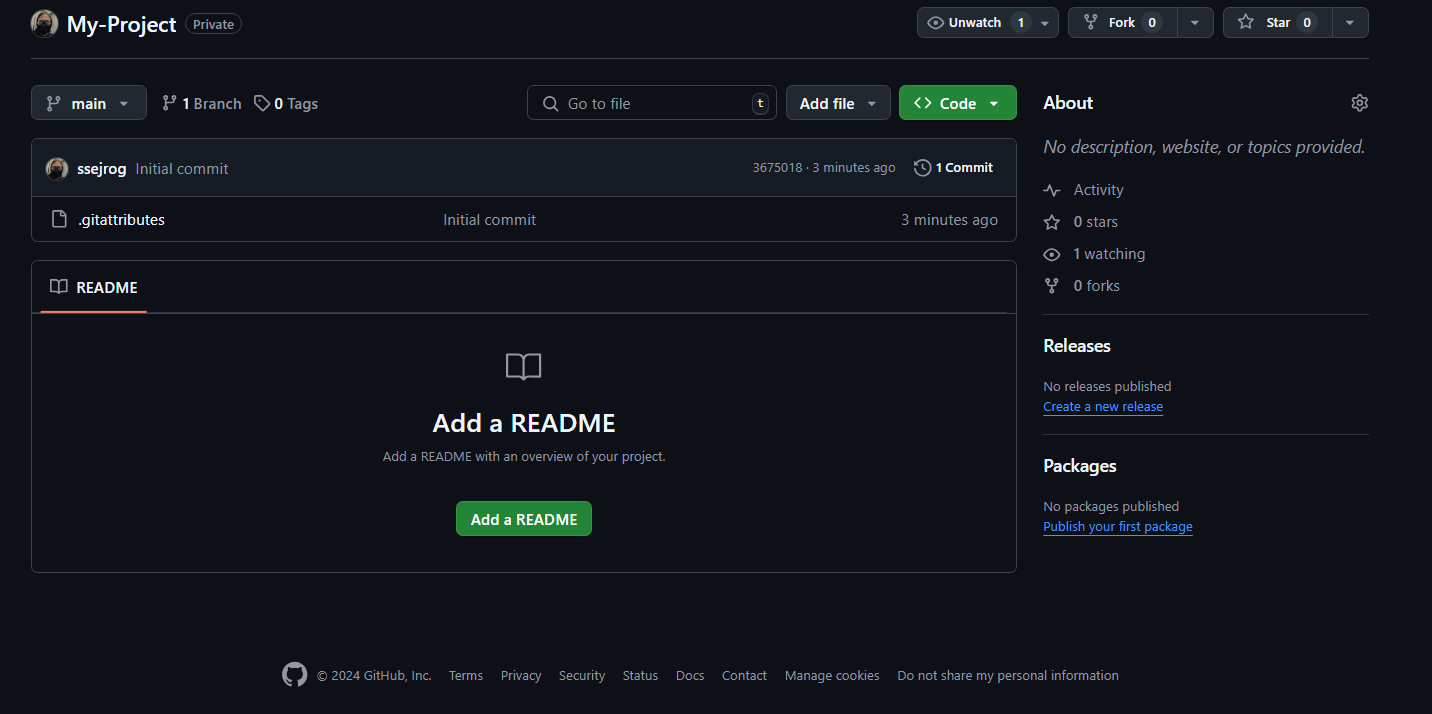 My-Project Private Unwatch 1 Fork 0 Star 0
main 1 Branch 0 Tags Go to file t Add file Code
ssejrog Initial commit 3675018 · 3 minutes ago 1 Commit
.gitattributes Initial commit 3 minutes ago
README
Add a README
Add a README with an overview of your project.
Add a README
About
No description, website, or topics provided.
Activity
0 stars
1 watching
0 forks
Releases
No releases published
Create a new release
Packages
No packages published
Publish your first package
© 2024 GitHub, Inc. Terms Privacy Security Status Docs Contact Manage cookies Do not share my personal information